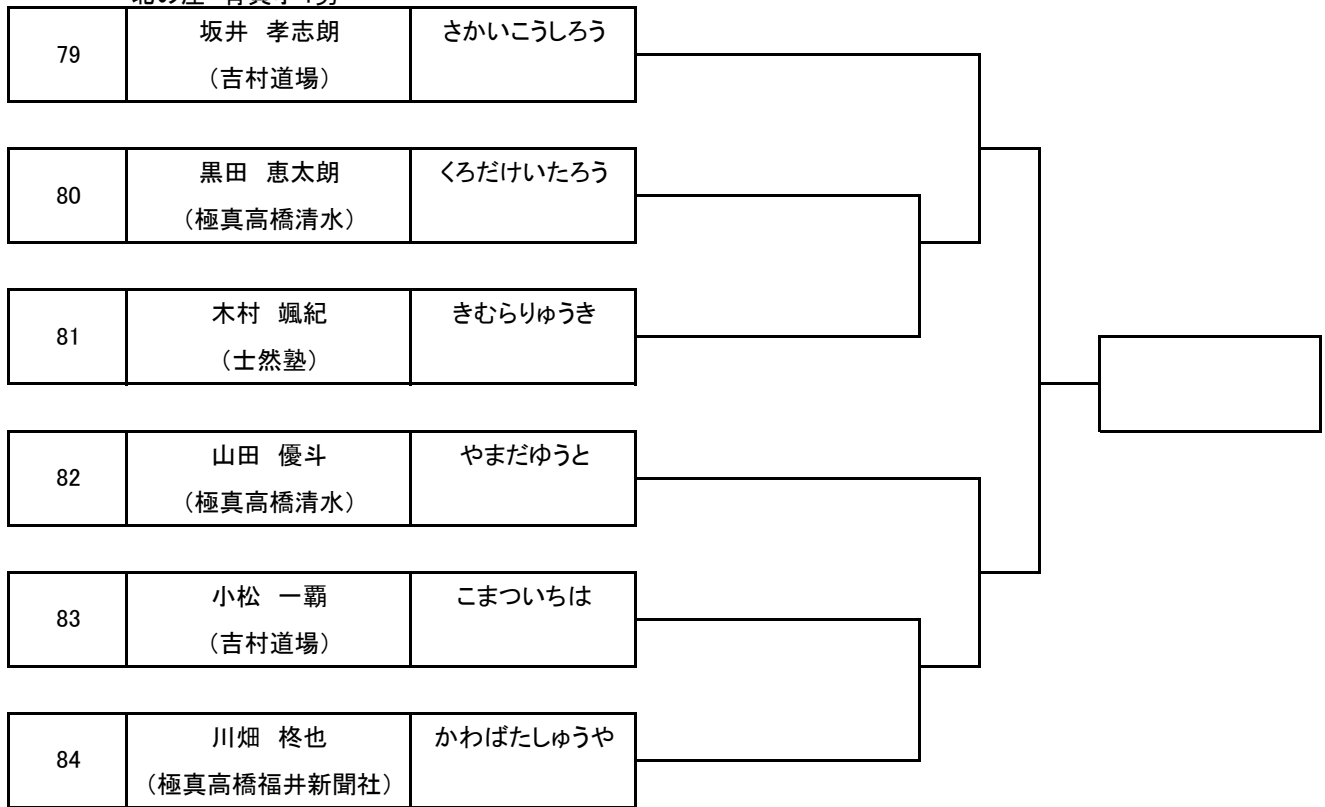 79
坂井 孝志朗
(吉村道場)
さかいこうしろう
80
黒田 恵太朗
(極真高橋清水)
くろだけいたろう
81
木村 颯紀
(士然塾)
きむらりゅうき
82
山田 優斗
(極真高橋清水)
やまだゆうと
83
小松 一覇
(吉村道場)
こまついちは
84
川畑 柊也
(極真高橋福井新聞社)
かわばたしゅうや